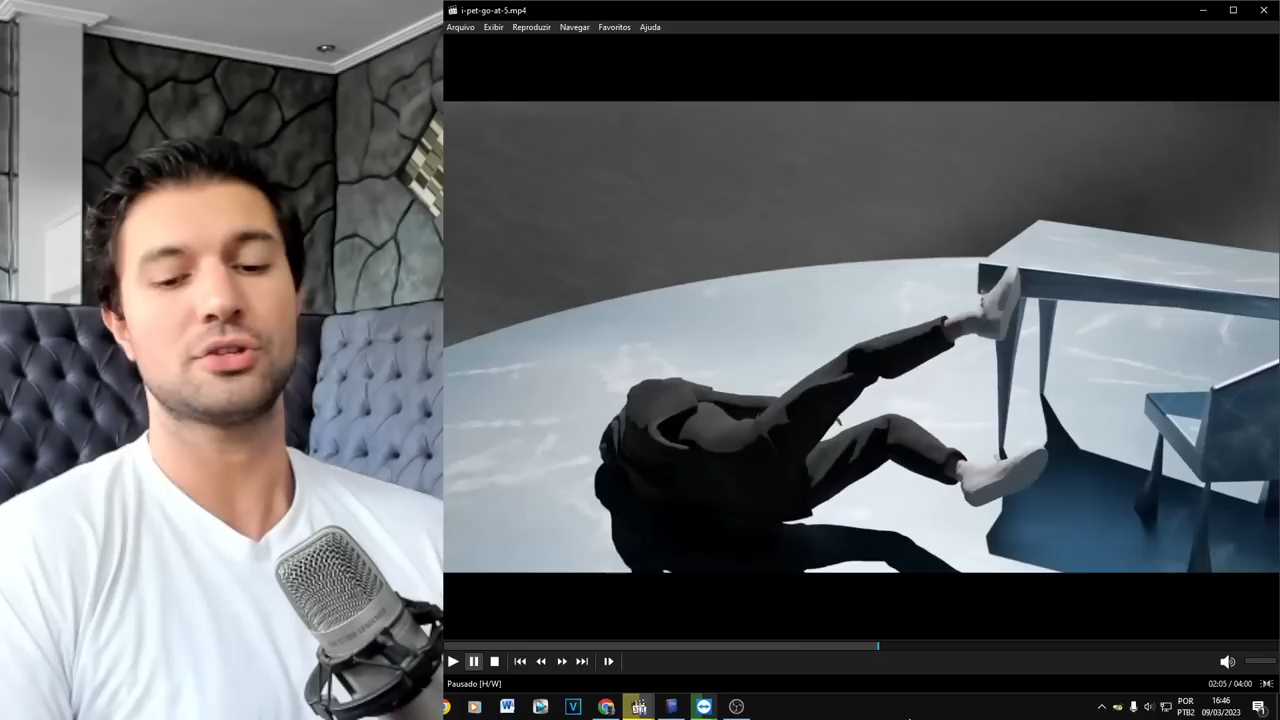 i-pet-go-at-5.mp4
Arquivo Exibir Reproduzir Navegar Favoritos Ajuda
Pausado [H/W]
02:05 / 04:00
POR
PTB2
16:46
09/03/2023